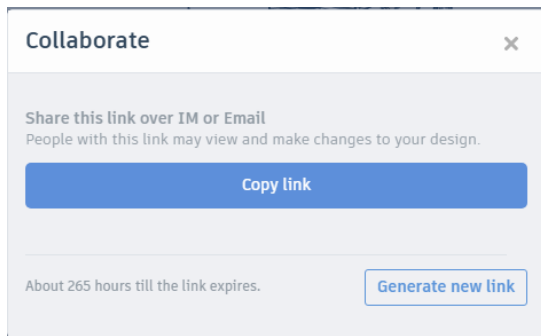 Collaborate
Share this link over IM or Email
People with this link may view and make changes to your design.
Copy link
About 265 hours till the link expires.
Generate new link